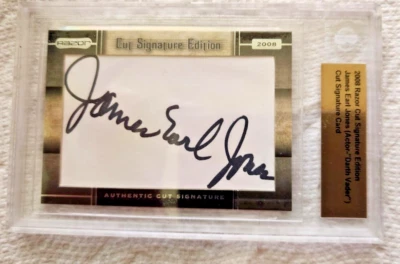 Razor
Cut Signature Edition
2008
James Earl Jones
AUTHENTIC CUT SIGNATURE
2008 Razor Cut Signature Edition
James Earl Jones (Actor-"Darth Vader")
Cut Signature Card